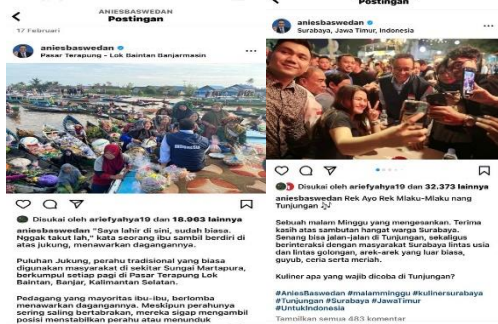 ANIESBASWEDAN
Postingan
17 Februari
aniesbaswedan
Pasar Terapung - Lok Baintan Banjarmasin
INDONESIA
Disukai oleh ariefyahya19 dan 18.963 lainnya
aniesbaswedan "Saya lahir di sini, sudah biasa.
Nggak takut lah," kata seorang ibu sambil berdiri di
atas jukung, menawarkan dagangannya.
Puluhan Jukung, perahu tradisional yang biasa
digunakan masyarakat di sekitar Sungai Martapura,
berkumpul setiap pagi di Pasar Terapung Lok
Baintan, Banjar, Kalimantan Selatan.
Pedagang yang mayoritas ibu-ibu, berlomba
menawarkan dagangannya. Meskipun perahunya
sering saling bertabrakan, mereka sigap mengambil
posisi menstabilkan perahu atau menunduk
Postingan
aniesbaswedan
Surabaya, Jawa Timur, Indonesia
Disukai oleh ariefyahya19 dan 32.373 lainnya
aniesbaswedan Rek Ayo Rek Mlaku-Mlaku nang
Tunjungan 🎶
Sebuah malam Minggu yang mengesankan. Terima
kasih atas sambutan hangat warga Surabaya.
Senang bisa jalan-jalan di Tunjungan, sekaligus
berinteraksi dengan masyarakat Surabaya lintas usia
dan lintas golongan, arek-arek yang luar biasa,
guyub, ceria serta meriah.
Kuliner apa yang wajib dicoba di Tunjungan?
#AniesBaswedan #malamminggu #kulinersurabaya
#Tunjungan #Surabaya #JawaTimur
#UntukIndonesia
Tampilkan semua 483 komentar